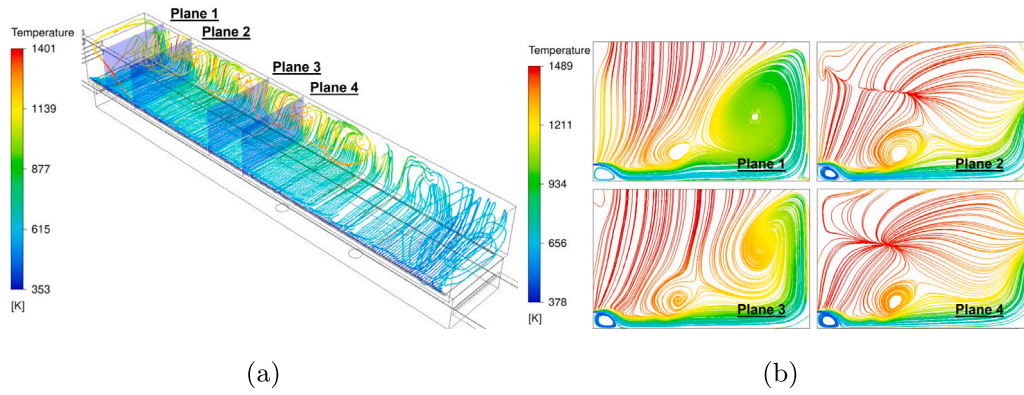 Temperature
1401
1139
877
615
353
[K]
Plane 1
Plane 2
Plane 3
Plane 4
(a)
Temperature
1489
1211
934
656
378
[K]
Plane 1
Plane 2
Plane 3
Plane 4
(b)